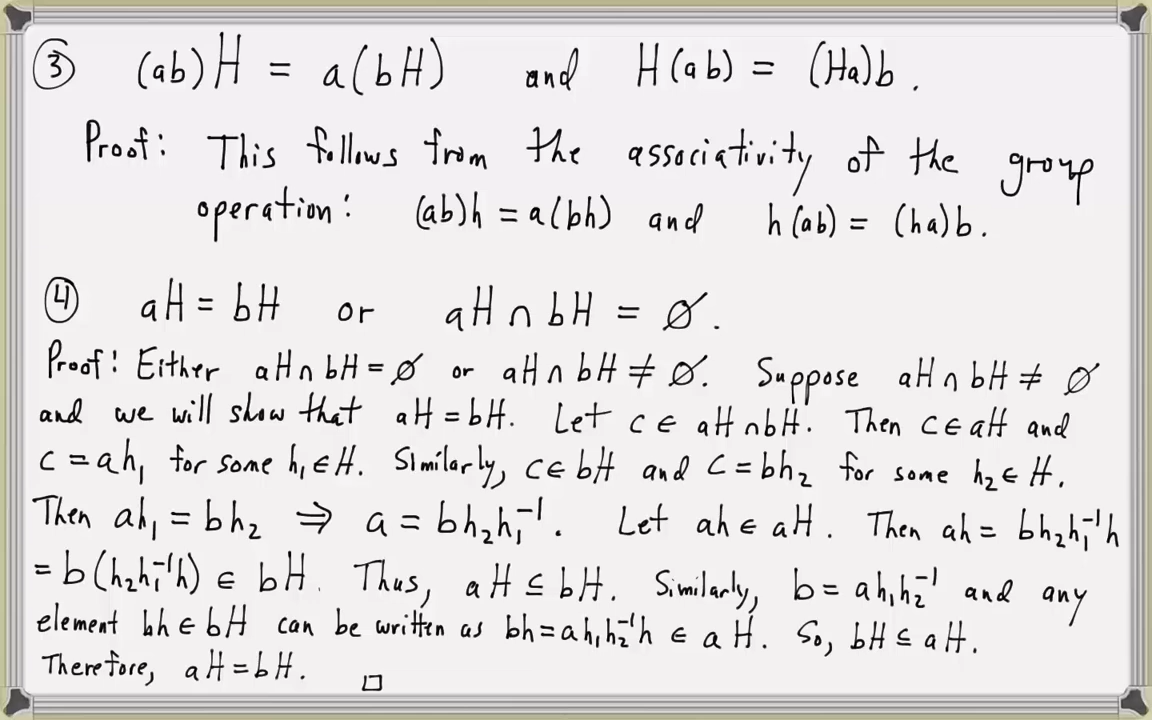 ③ (ab)H = a(bH) and H(ab) = (Ha)b.
Proof: This follows from the associativity of the group
operation: (ab)h = a(bh) and h(ab) = (ha)b.
④ aH = bH or aH ∩ bH = ∅.
Proof: Either aH ∩ bH = ∅ or aH ∩ bH ≠ ∅. Suppose aH ∩ bH ≠ ∅
and we will show that aH = bH. Let c ∈ aH ∩ bH. Then c ∈ aH and
c = ah₁ for some h₁ ∈ H. Similarly, c ∈ bH and c = bh₂ for some h₂ ∈ H.
Then ah₁ = bh₂ ⇒ a = bh₂h₁⁻¹. Let ah ∈ aH. Then ah = bh₂h₁⁻¹h
= b(h₂h₁⁻¹h) ∈ bH. Thus, aH ⊆ bH. Similarly, b = ah₁h₂⁻¹ and any
element bh ∈ bH can be written as bh = ah₁h₂⁻¹h ∈ aH. So, bH ⊆ aH.
Therefore, aH = bH. □